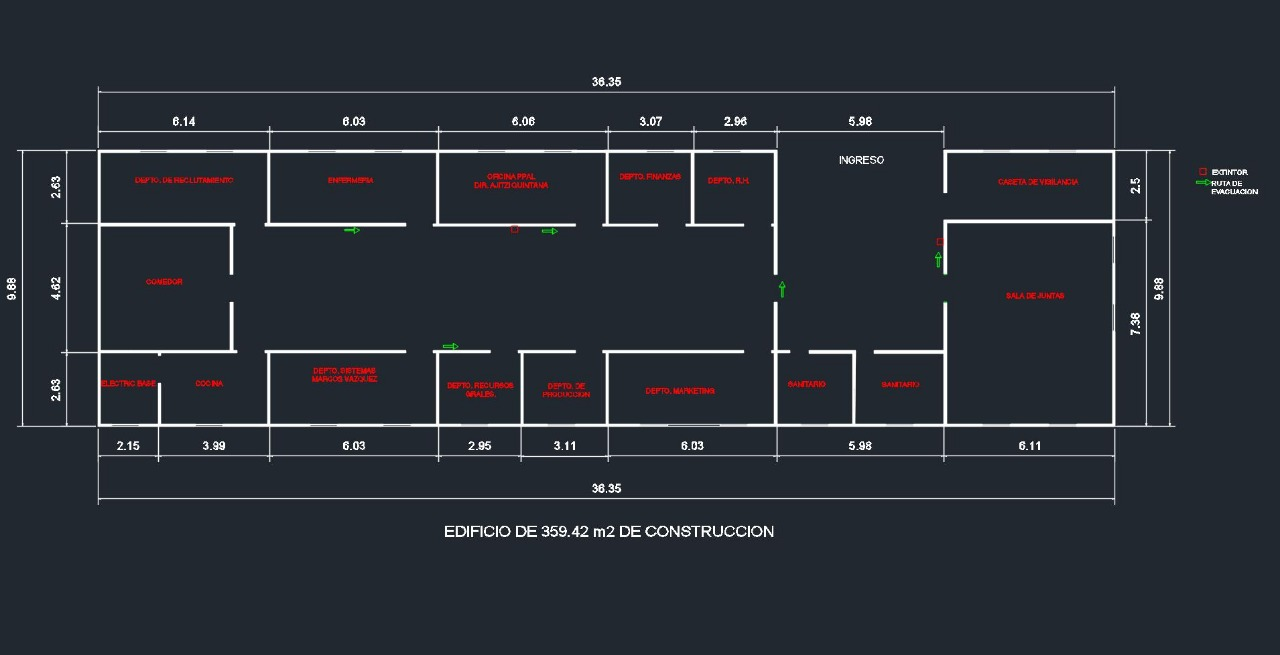 36.35
6.14 6.03 6.06 3.07 2.96 5.98
INGRESO
DEPTO. DE RECLUTAMIENTO
ENFERMERIA
OFICINA PPAL
DIR. ARTZI QUINTANA
DEPTO. FINANZAS
DEPTO. R.H.
CASETA DE VIGILANCIA
EXTINTOR
RUTA DE
EVACUACION
2.63
4.62
2.63
9.88
2.5
7.38
9.88
COMEDOR
SALA DE JUNTAS
ELECTRIC BASE
COCINA
DEPTO. SISTEMAS
MARCOS VAZQUEZ
DEPTO. RECURSOS
GRALES.
DEPTO. DE
PRODUCCION
DEPTO. MARKETING
SANITARIO
SANITARIO
2.15 3.99 6.03 2.95 3.11 6.03 5.98 6.11
36.35
EDIFICIO DE 359.42 m2 DE CONSTRUCCION